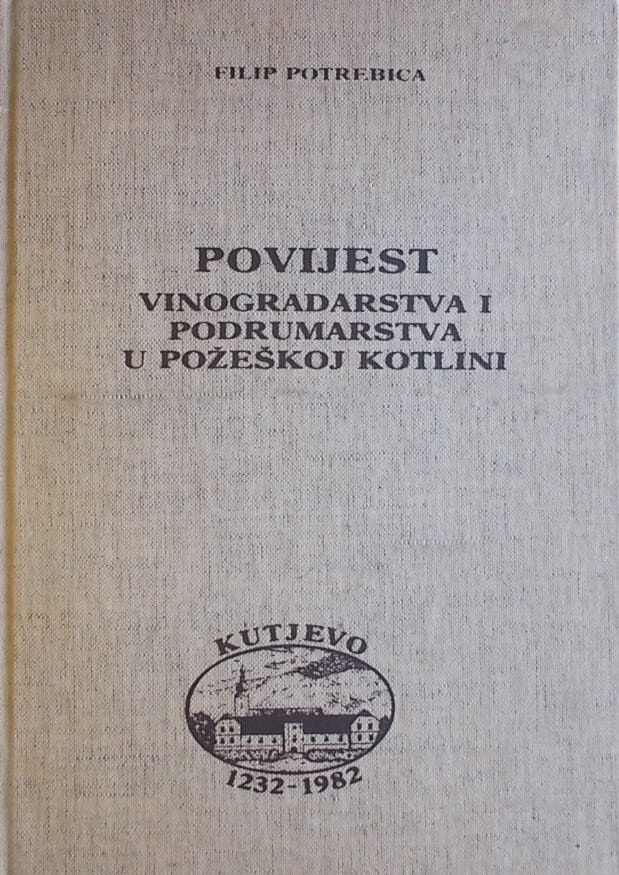 FILIP POTREBICA
POVIJEST
VINOGRADARSTVA I
PODRUMARSTVA
U POŽEŠKOJ KOTLINI
KUTJEVO
1232-1982